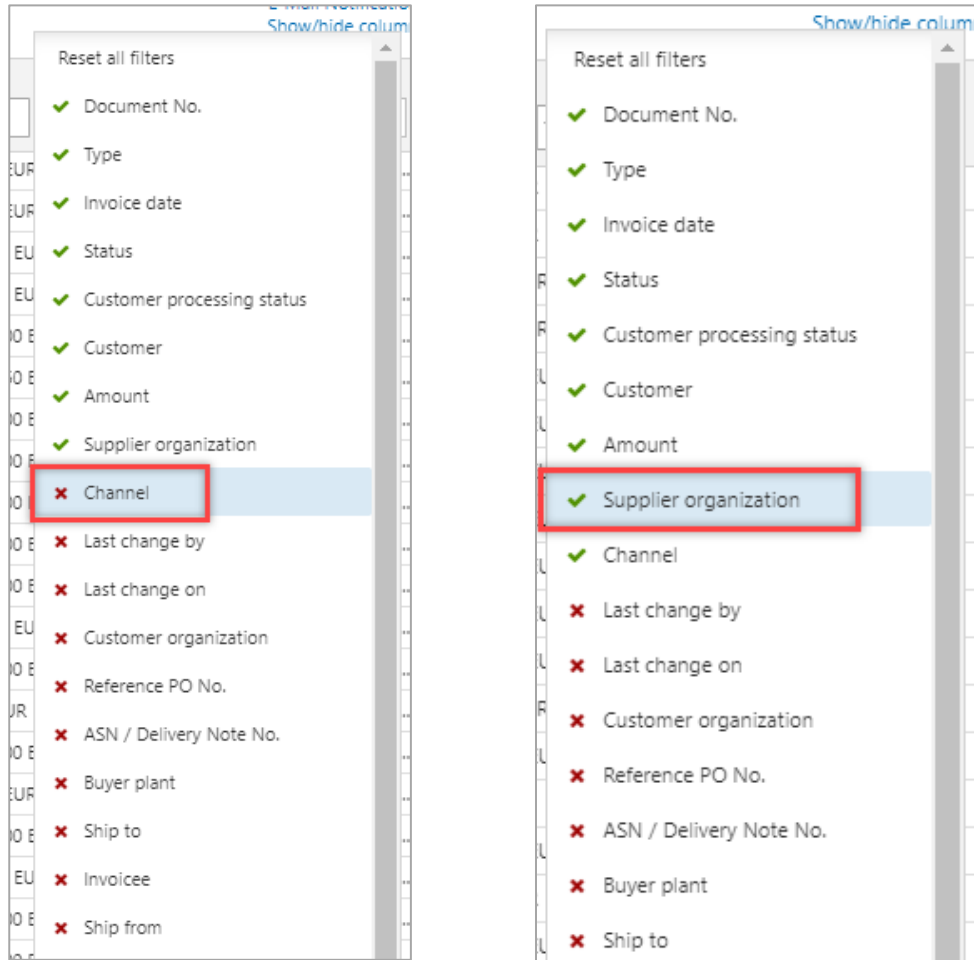 Show/hide colum
Reset all filters
Document No.
Type
Invoice date
Status
Customer processing status
Customer
Amount
Supplier organization
Channel
Last change by
Last change on
Customer organization
Reference PO No.
ASN / Delivery Note No.
Buyer plant
Ship to
Invoicee
Ship from
Show/hide colum
Reset all filters
Document No.
Type
Invoice date
Status
Customer processing status
Customer
Amount
Supplier organization
Channel
Last change by
Last change on
Customer organization
Reference PO No.
ASN / Delivery Note No.
Buyer plant
Ship to